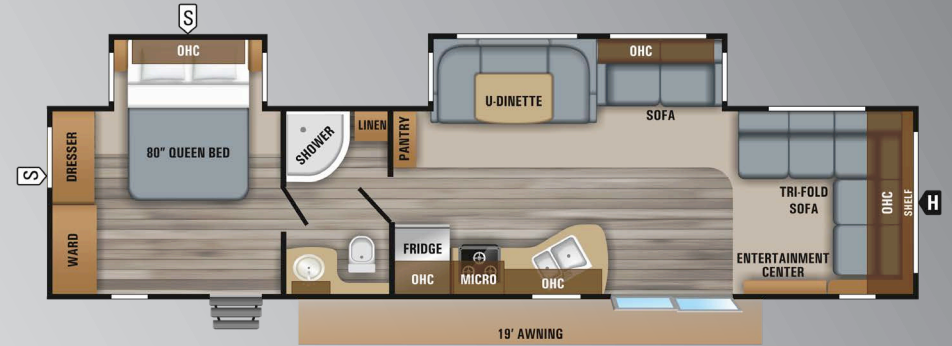 S
OHC
OHC
U-DINETTE
SOFA
S
DRESSER
80" QUEEN BED
SHOWER
LINEN
PANTRY
TRI-FOLD
SOFA
OHC
SHELF
H
WARD
FRIDGE
OHC
MICRO
OHC
ENTERTAINMENT
CENTER
19' AWNING